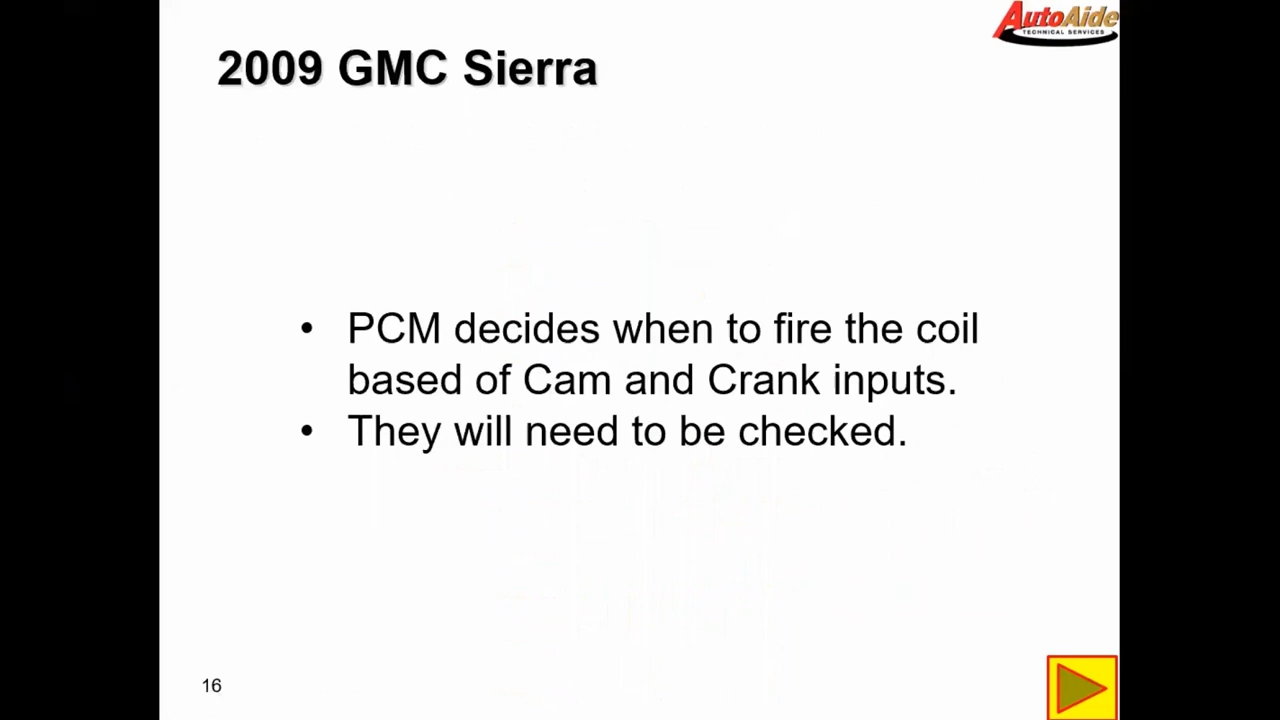 AutoAide
TECHNICAL SERVICES
2009 GMC Sierra
• PCM decides when to fire the coil
based of Cam and Crank inputs.
• They will need to be checked.
16